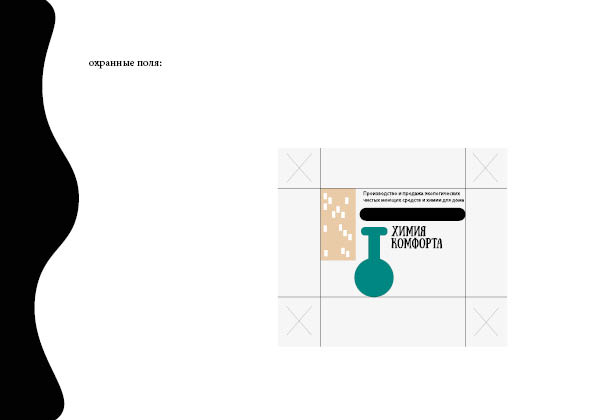 охранные поля:
Производство и продажа экологических
чистых моющих средств и химии для дома
ХИМИЯ
КОМФОРТА